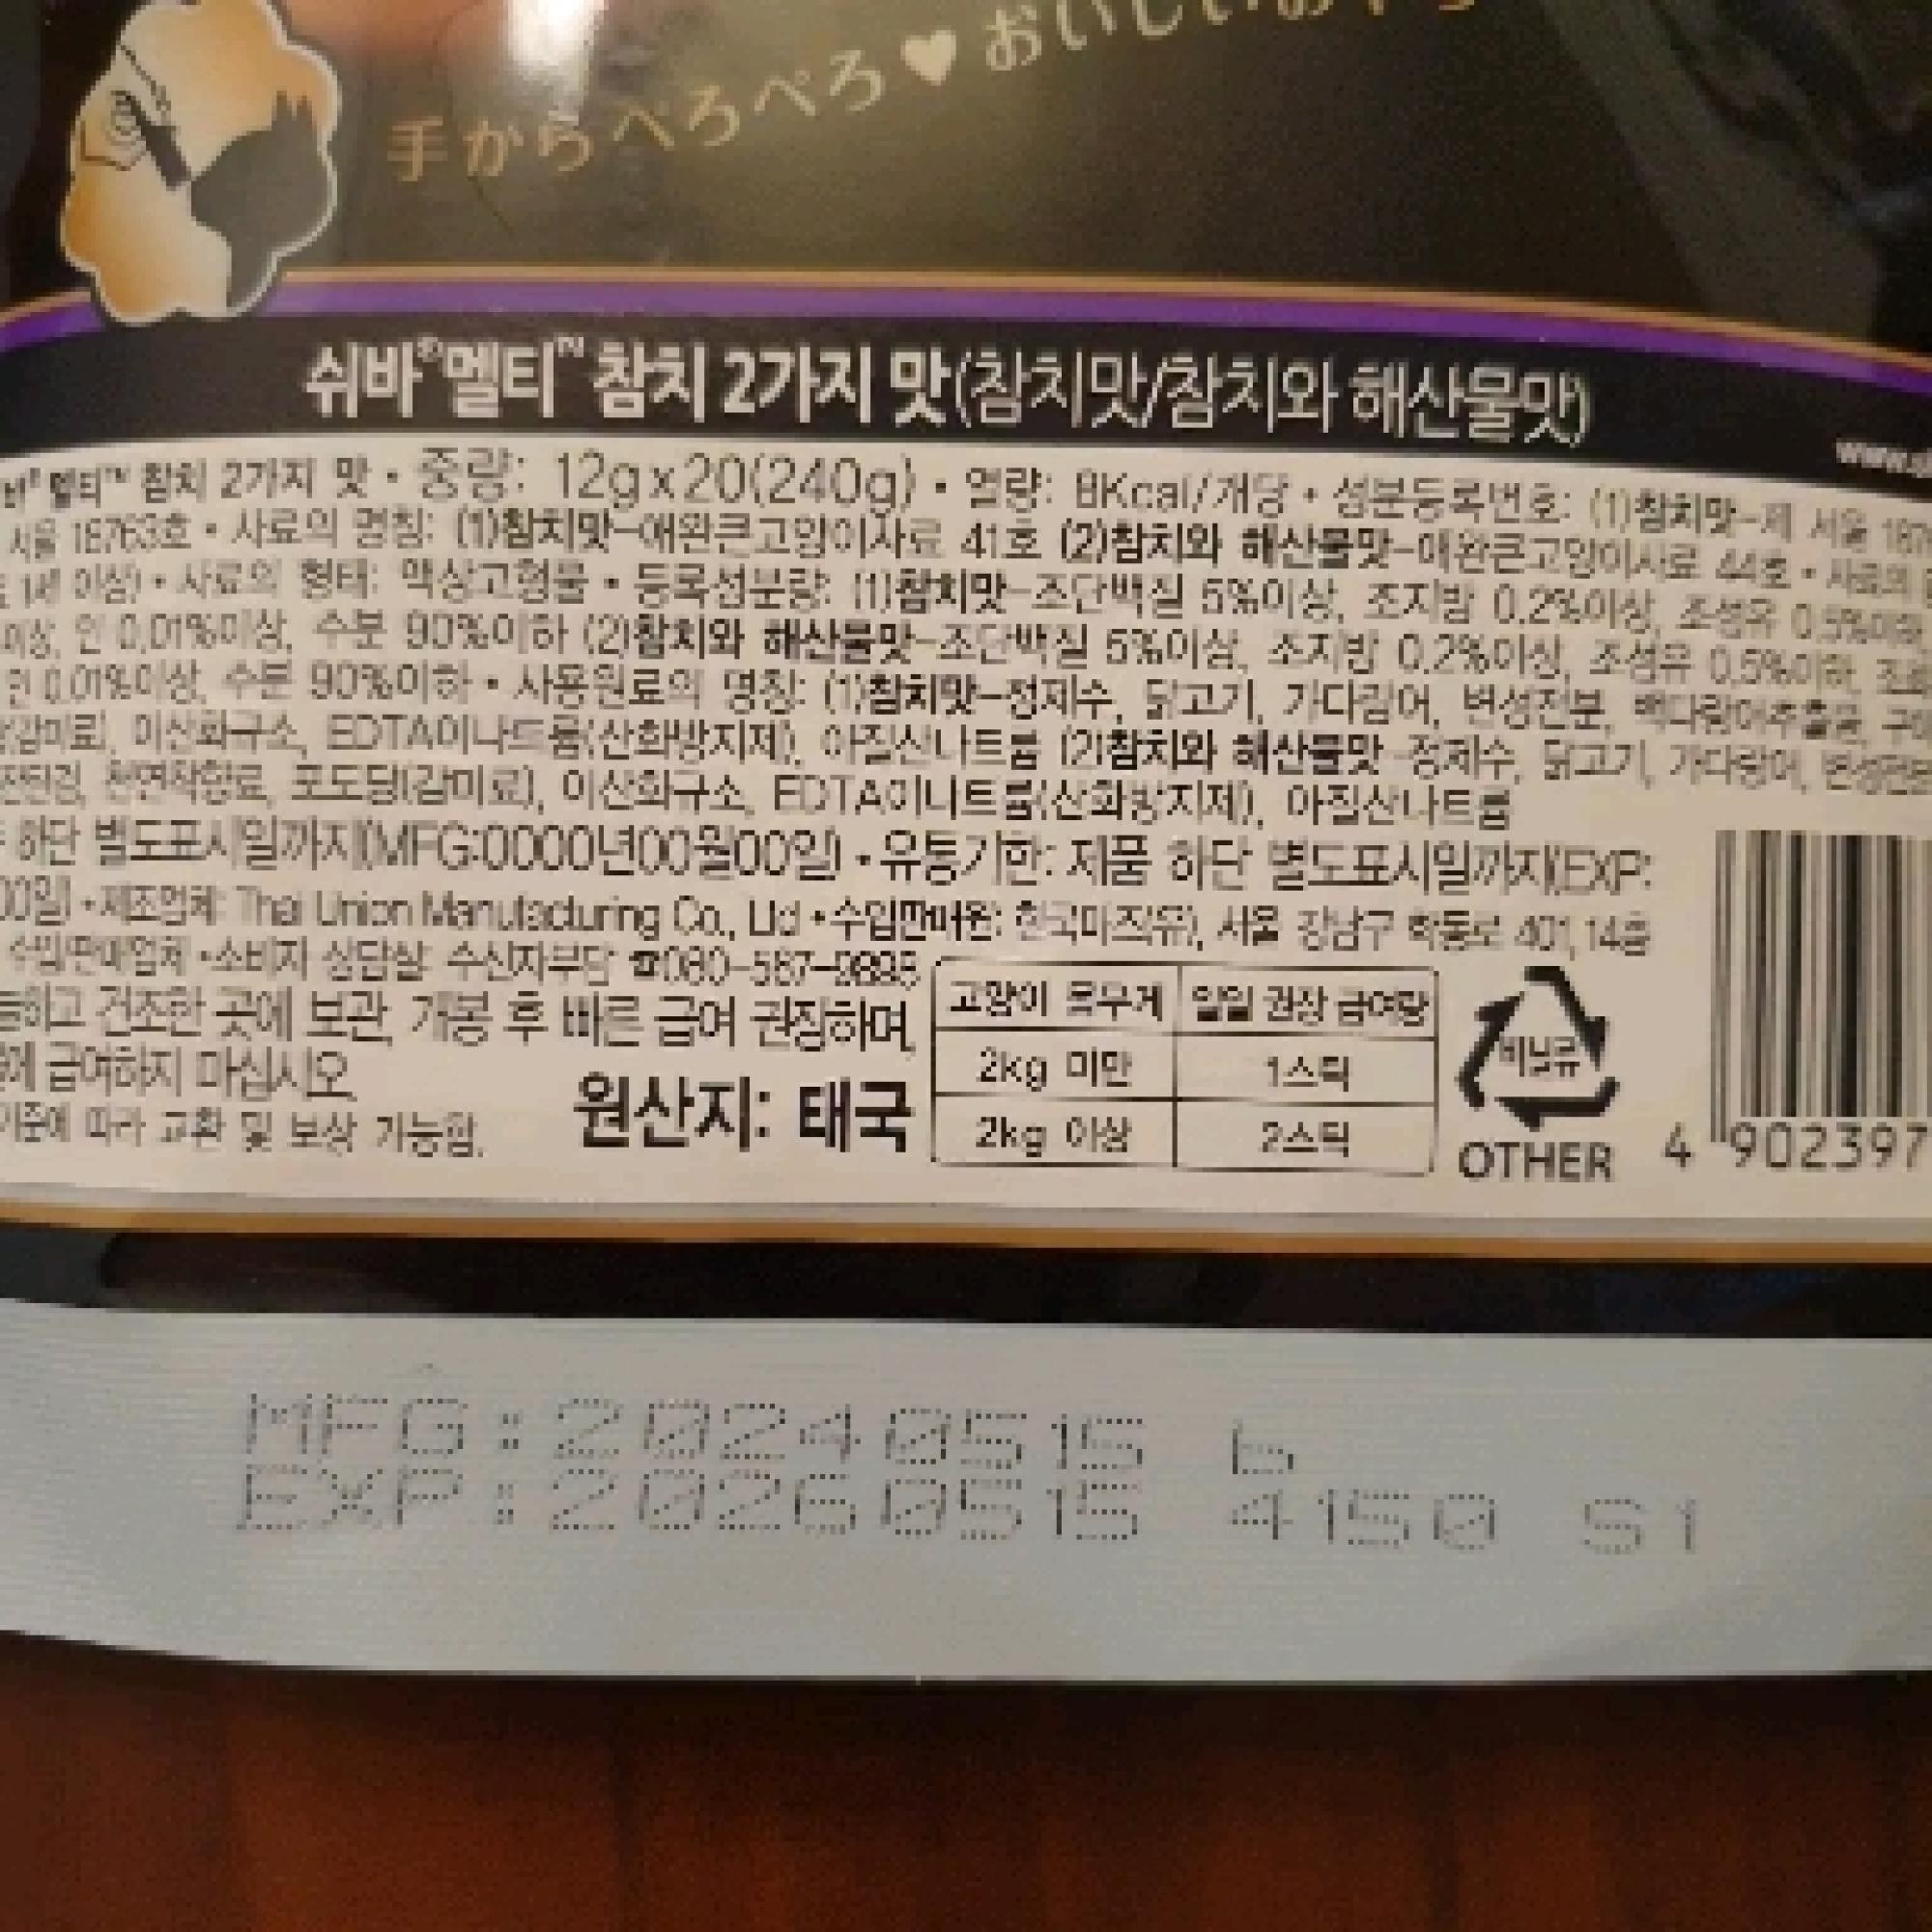 手からぺろぺろ♥おいしいおやつ
쉬바®멜티™ 참치 2가지 맛(참치맛/참치와 해산물맛)
멜티™ 참치 2가지 맛 • 중량: 12gx20(240g) • 열량: 8Kcal/개당 • 성분등록번호: (1)참치맛-제 서울
서울 18763호 • 사료의 명칭: (1)참치맛-애완큰고양이사료 41호 (2)참치와 해산물맛-애완큰고양이사료 44호 • 사료의
1세 이상) • 사료의 형태: 액상고형물 • 등록성분량: (1)참치맛-조단백질 5%이상, 조지방 0.2%이상, 조섬유 0.5%이하
이상, 인 0.01%이상, 수분 90%이하 (2)참치와 해산물맛-조단백질 5%이상, 조지방 0.2%이상, 조섬유 0.5%이하,
인 0.01%이상, 수분 90%이하 • 사용원료의 명칭: (1)참치맛-정제수, 닭고기, 가다랑어, 변성전분, 백다랑어추출물,
(감미료), 이산화규소, EDTA이나트륨(산화방지제), 아질산나트륨 (2)참치와 해산물맛-정제수, 닭고기, 가다랑어, 변성전분
잔탄검, 천연착향료, 포도당(감미료), 이산화규소, EDTA이나트륨(산화방지제), 아질산나트륨
하단 별도표시일까지(MFG:0000년00월00일) • 유통기한: 제품 하단 별도표시일까지(EXP:
00일) • 제조업체: Thai Union Manufacturing Co., Ltd • 수입판매원: 한국마즈(유), 서울 강남구 학동로 401, 14층
수입판매업체 • 소비자 상담실 수신자부담 ☎080-587-9895
하고 건조한 곳에 보관, 개봉 후 빠른 급여 권장하며,
에 급여하지 마십시오
기준에 따라 교환 및 보상 가능함.
원산지: 태국
고양이 몸무게 일일 권장 급여량
2kg 미만 1스틱
2kg 이상 2스틱
비닐류
OTHER
4 902397
MFG:20240515 6
EXP:20260515 4150 S1